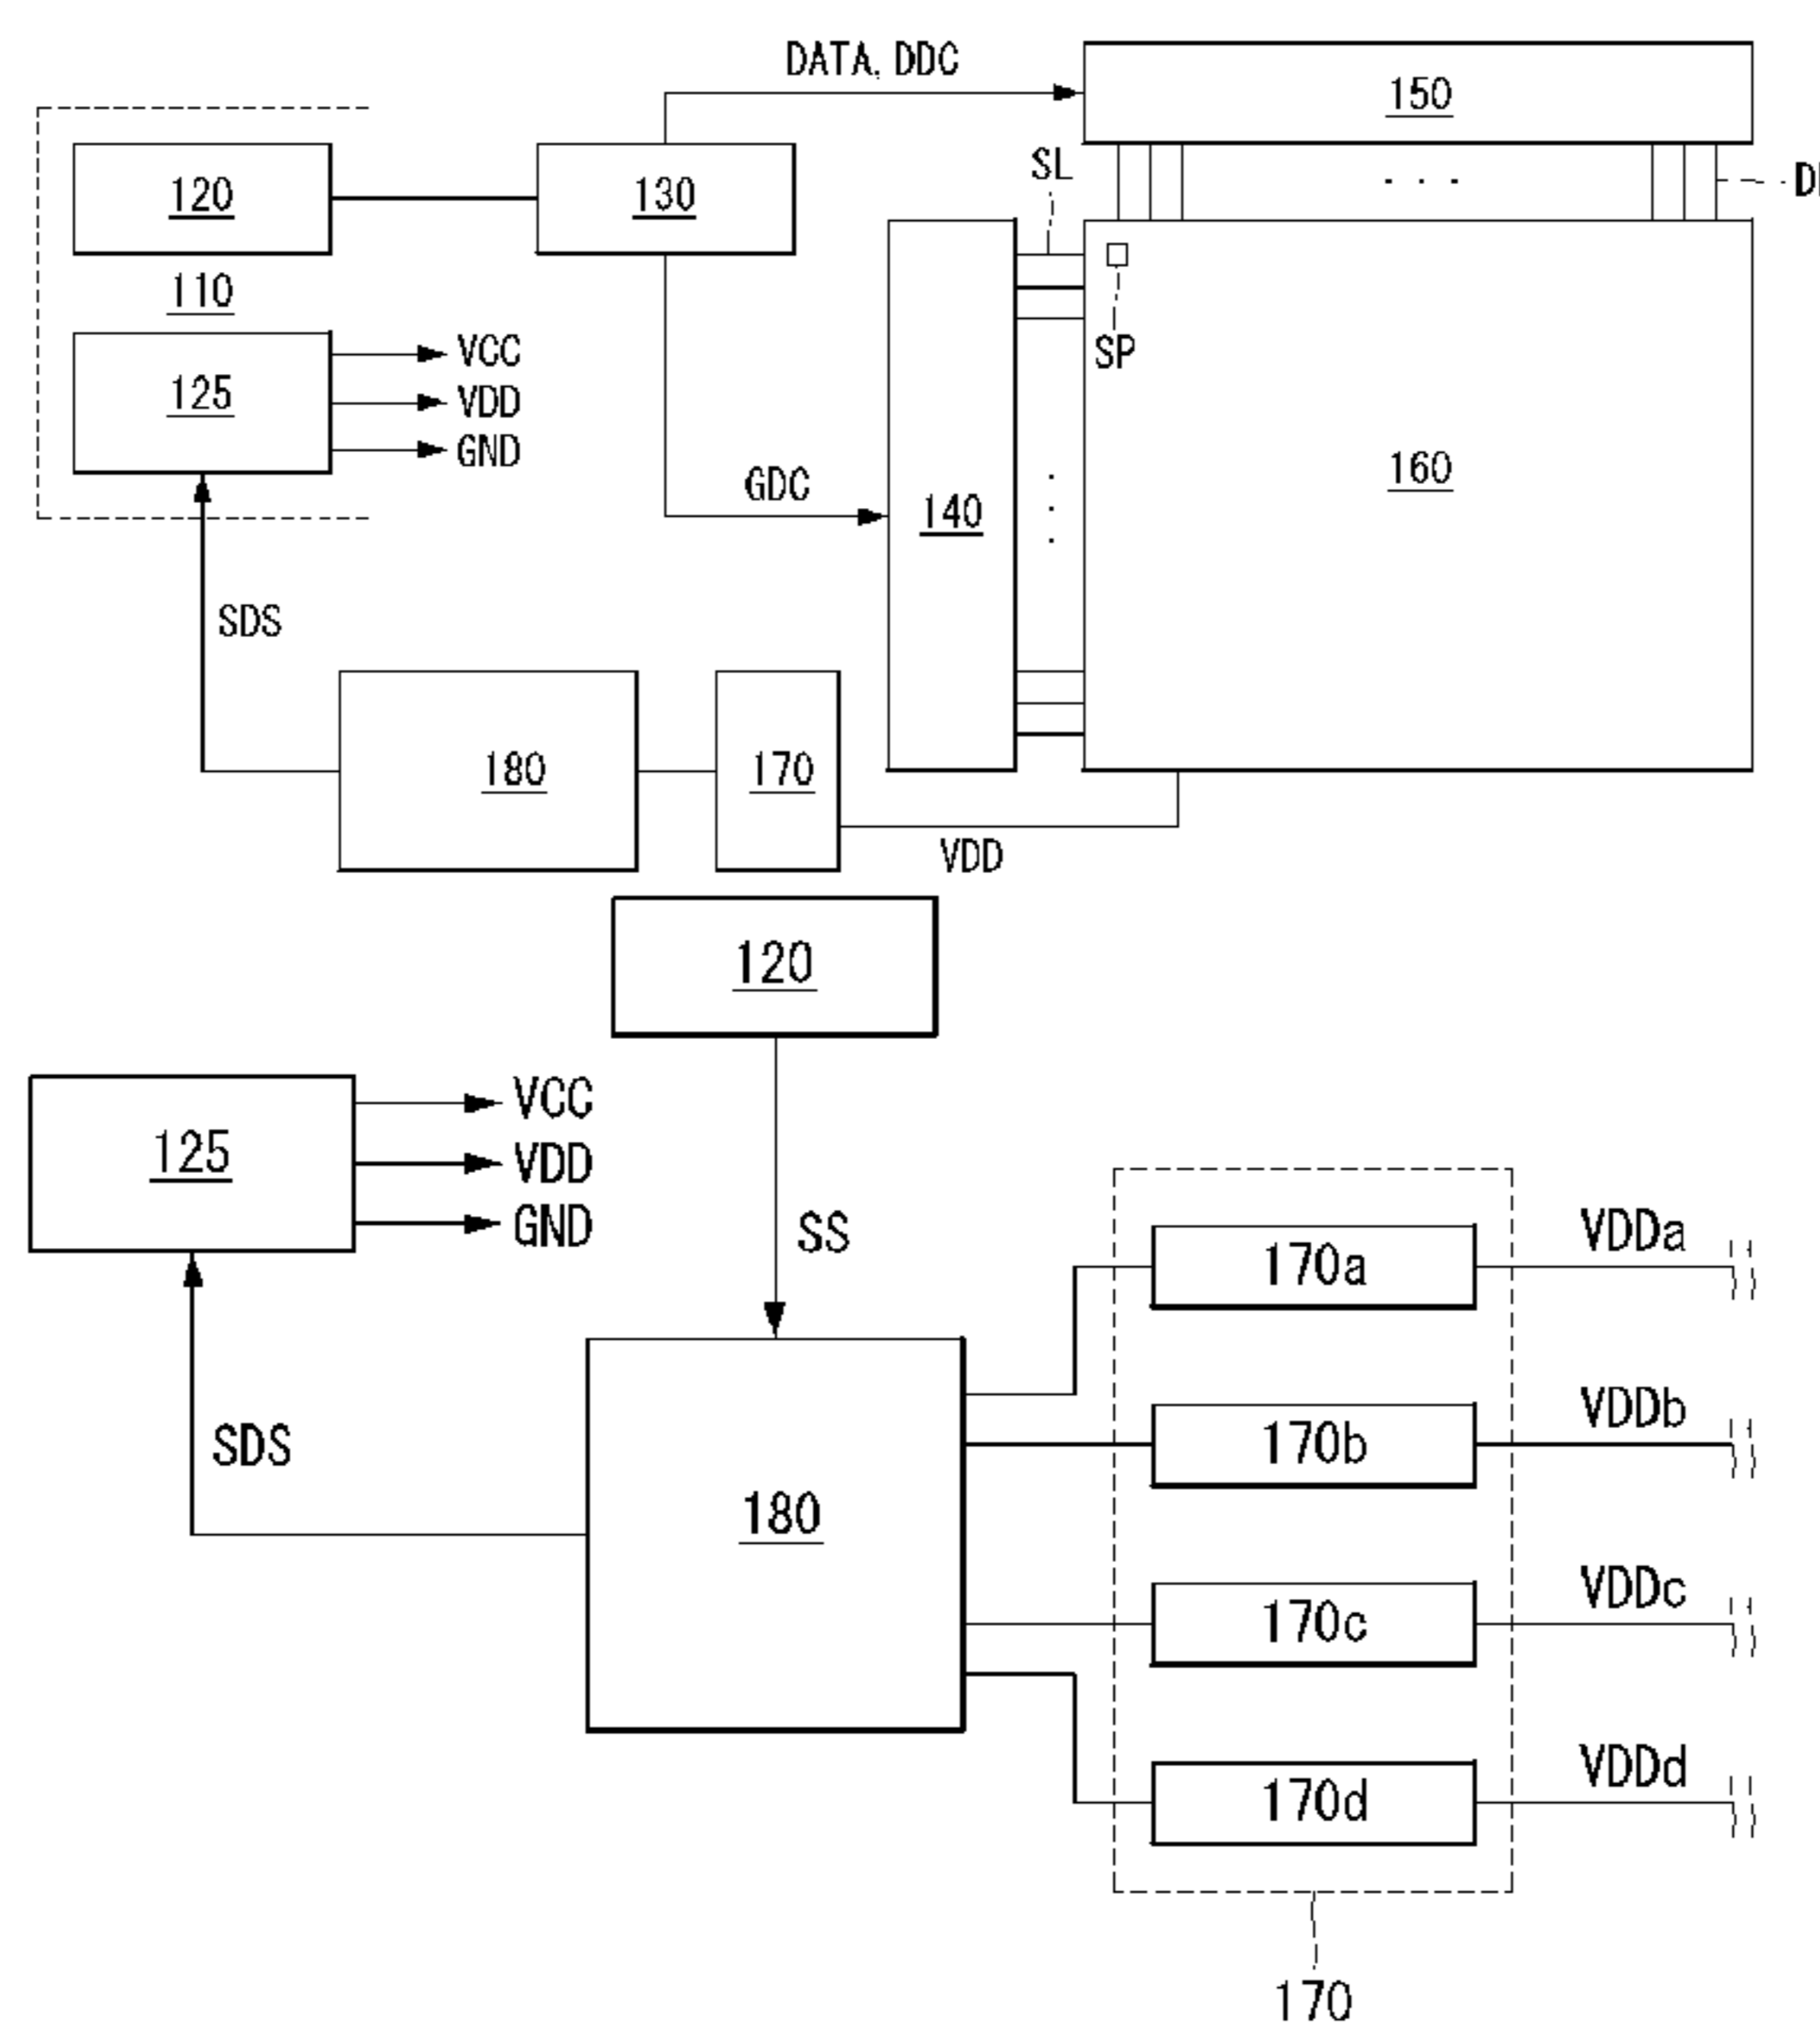 DATA, DDC
150
120
130
SL
110
SP
VCC
125
VDD
GND
160
GDC
140
SDS
180
170
VDD
120
VCC
125
VDD
GND
SS
VDDa
170a
VDDb
170b
SDS
180
VDDc
170c
VDDd
170d
170